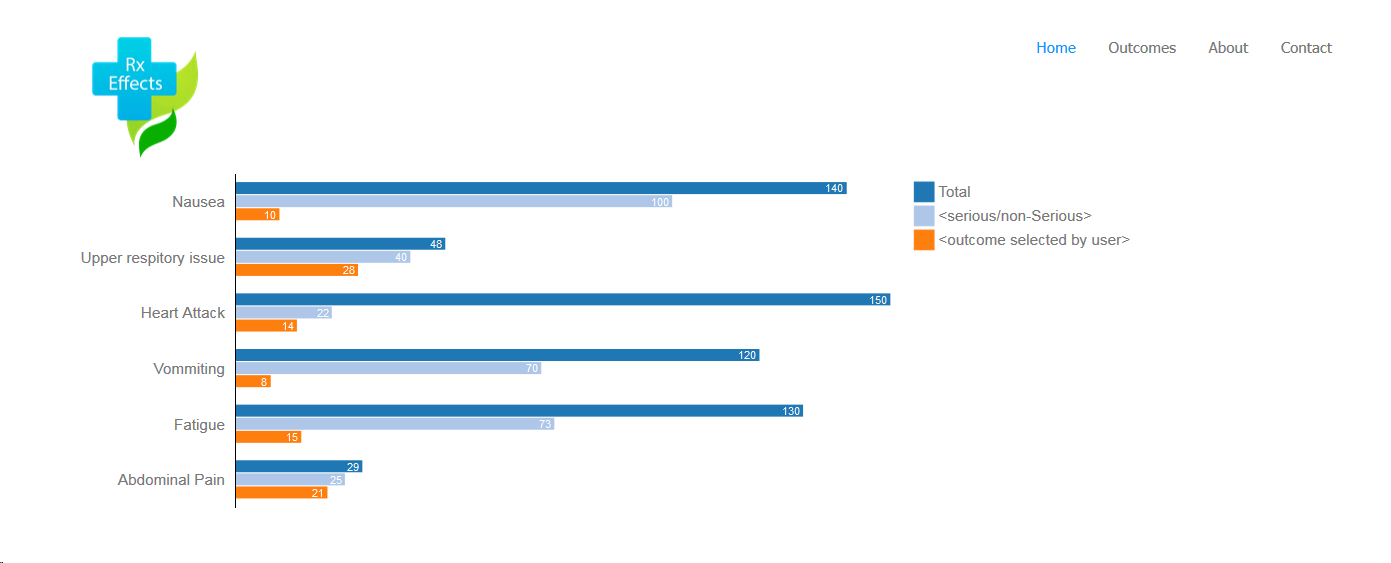 Rx
Effects
Home Outcomes About Contact
Nausea 140
100
10
Upper respitory issue 48
40
28
Heart Attack 150
22
14
Vommiting 120
70
8
Fatigue 130
73
15
Abdominal Pain 29
25
21
Total
<serious/non-Serious>
<outcome selected by user>